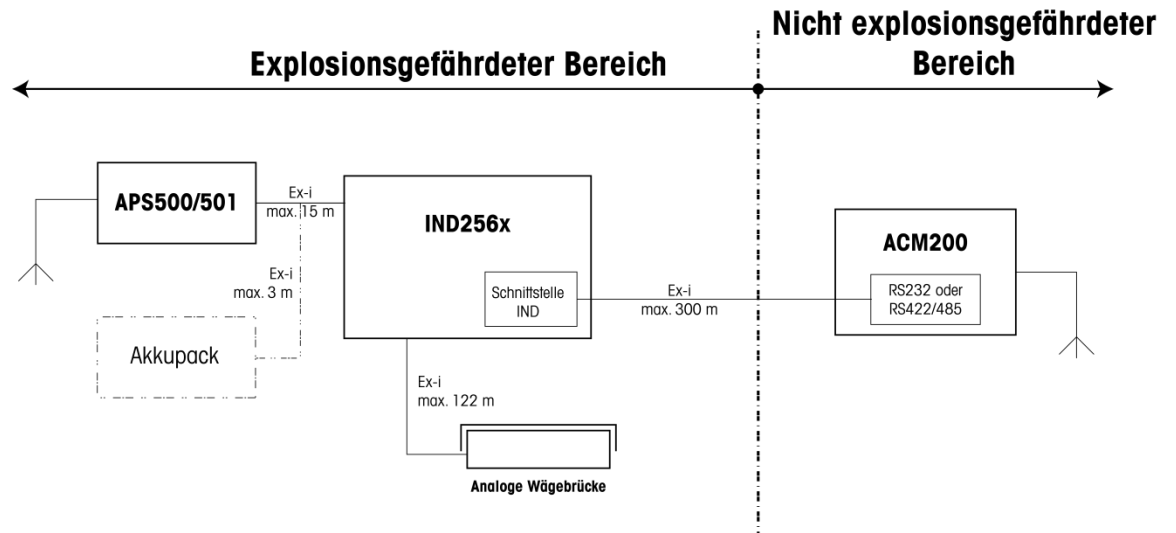 Nicht explosionsgefährdeter
Bereich
Explosionsgefährdeter Bereich
APS500/501
Ex-i
max. 15 m
IND256x
Schnittstelle
IND
Ex-i
max. 300 m
ACM200
RS232 oder
RS422/485
Ex-i
max. 3 m
Akkupack
Ex-i
max. 122 m
Analoge Wägebrücke